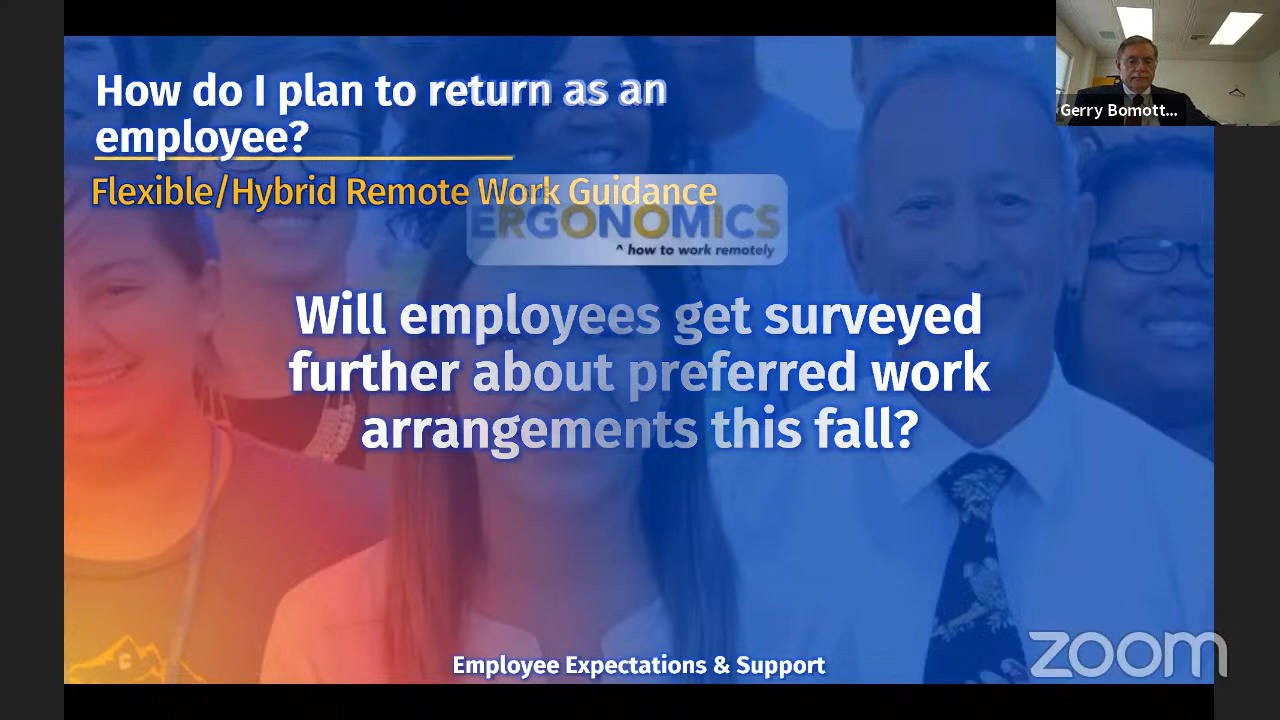 How do I plan to return as an
employee?
Flexible/Hybrid Remote Work Guidance
ERGONOMICS
^ how to work remotely
Will employees get surveyed
further about preferred work
arrangements this fall?
Employee Expectations & Support
Gerry Bomott...
zoom